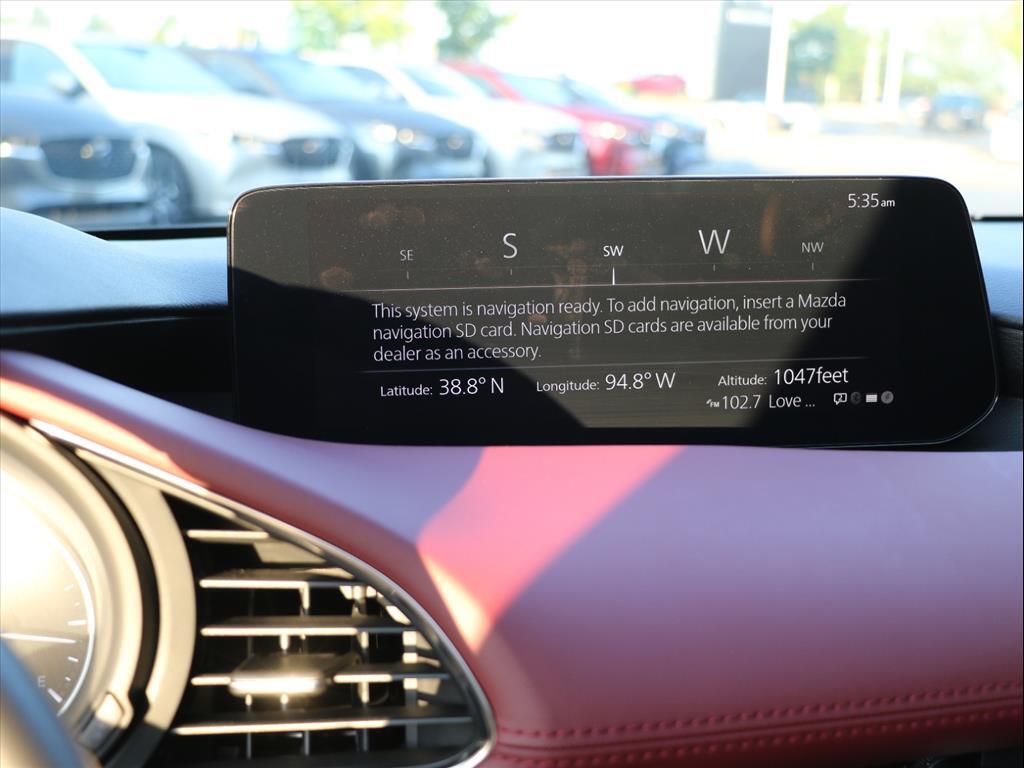 5:35am
SE S SW W NW
This system is navigation ready. To add navigation, insert a Mazda
navigation SD card. Navigation SD cards are available from your
dealer as an accessory.
Latitude: 38.8° N Longitude: 94.8° W Altitude: 1047feet
FM 102.7 Love ...
E